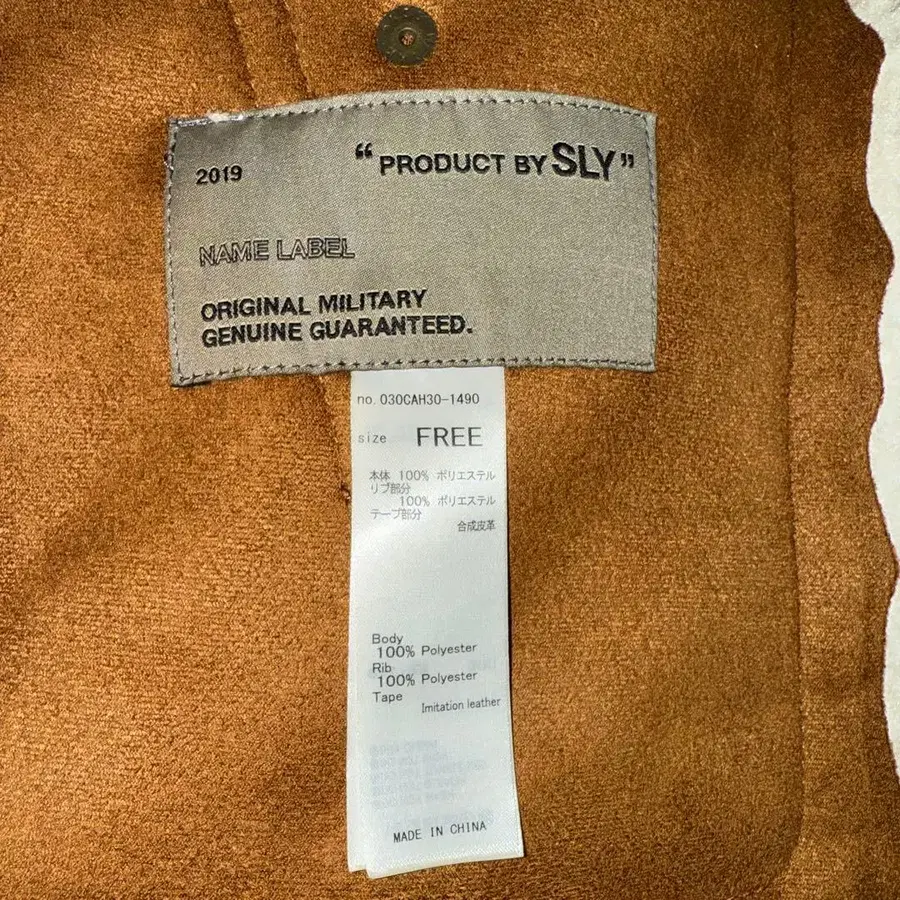 2019 “PRODUCT BY SLY”
NAME LABEL
ORIGINAL MILITARY
GENUINE GUARANTEED.
no. 030CAH30-1490
size FREE
本体 100% ポリエステル
リブ部分
100% ポリエステル
テープ部分
合成皮革
Body
100% Polyester
Rib
100% Polyester
Tape
Imitation leather
MADE IN CHINA